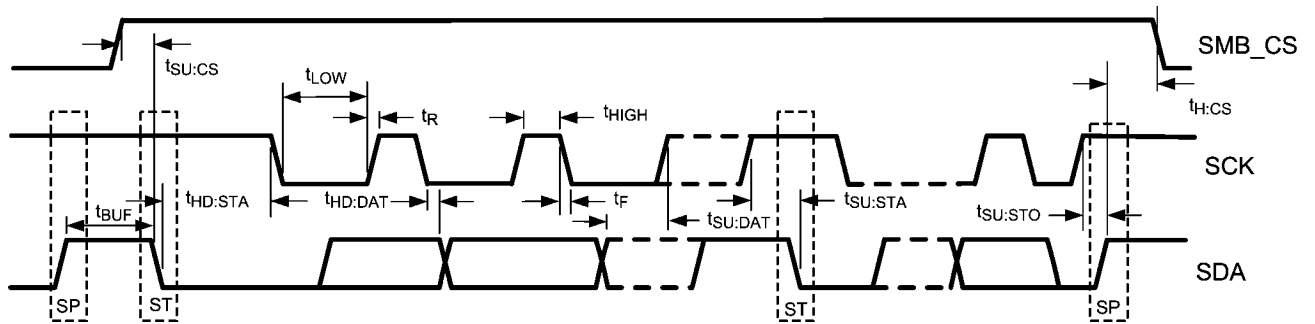 SMB_CS
tSU:CS
tLOW
tR
tHIGH
tH:CS
SCK
tBUF
tHD:STA
tHD:DAT
tF
tSU:DAT
tSU:STA
tSU:STO
SDA
SP
ST
ST
SP